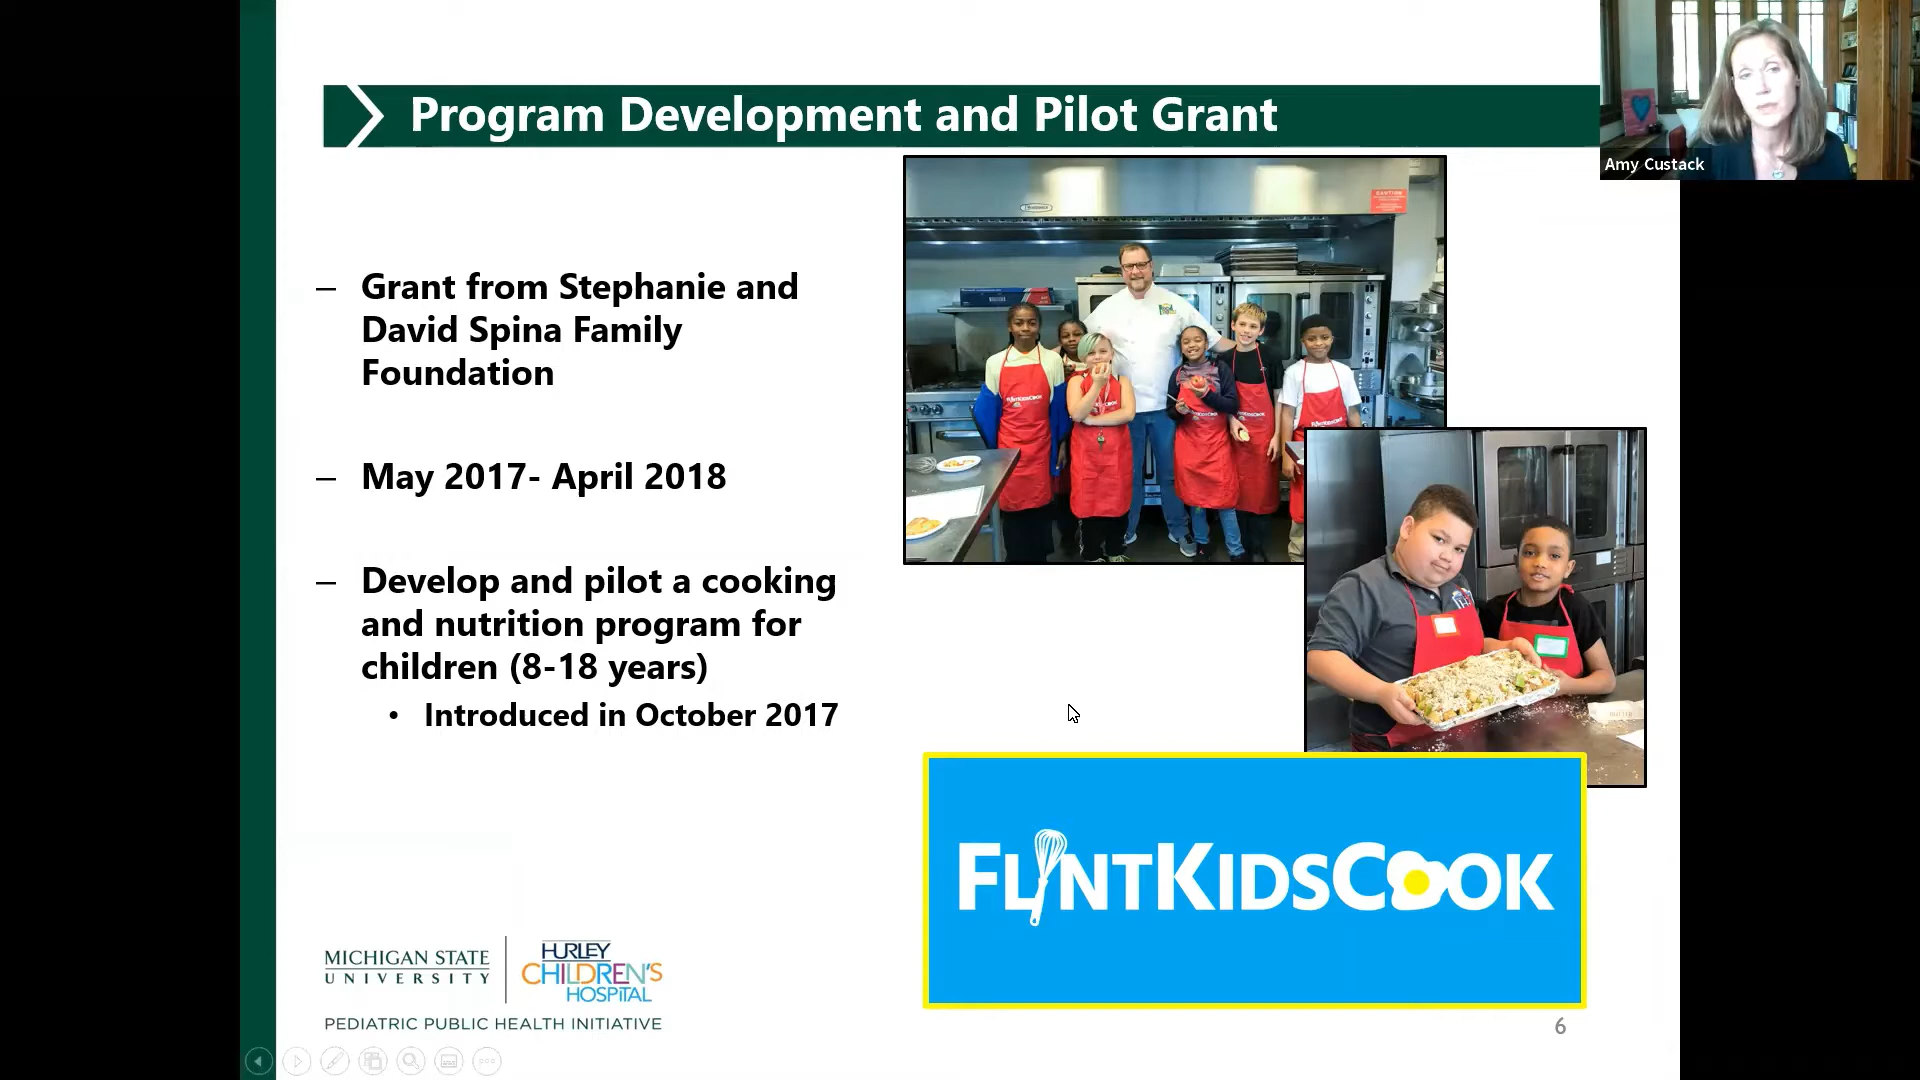 Program Development and Pilot Grant
Amy Custack
– Grant from Stephanie and
David Spina Family
Foundation
– May 2017- April 2018
– Develop and pilot a cooking
and nutrition program for
children (8-18 years)
• Introduced in October 2017
CAUTION
FLINTKIDSCOOK
FLINTKIDSCOOK
MICHIGAN STATE
UNIVERSITY
HURLEY
CHILDREN'S
HOSPITAL
PEDIATRIC PUBLIC HEALTH INITIATIVE
6